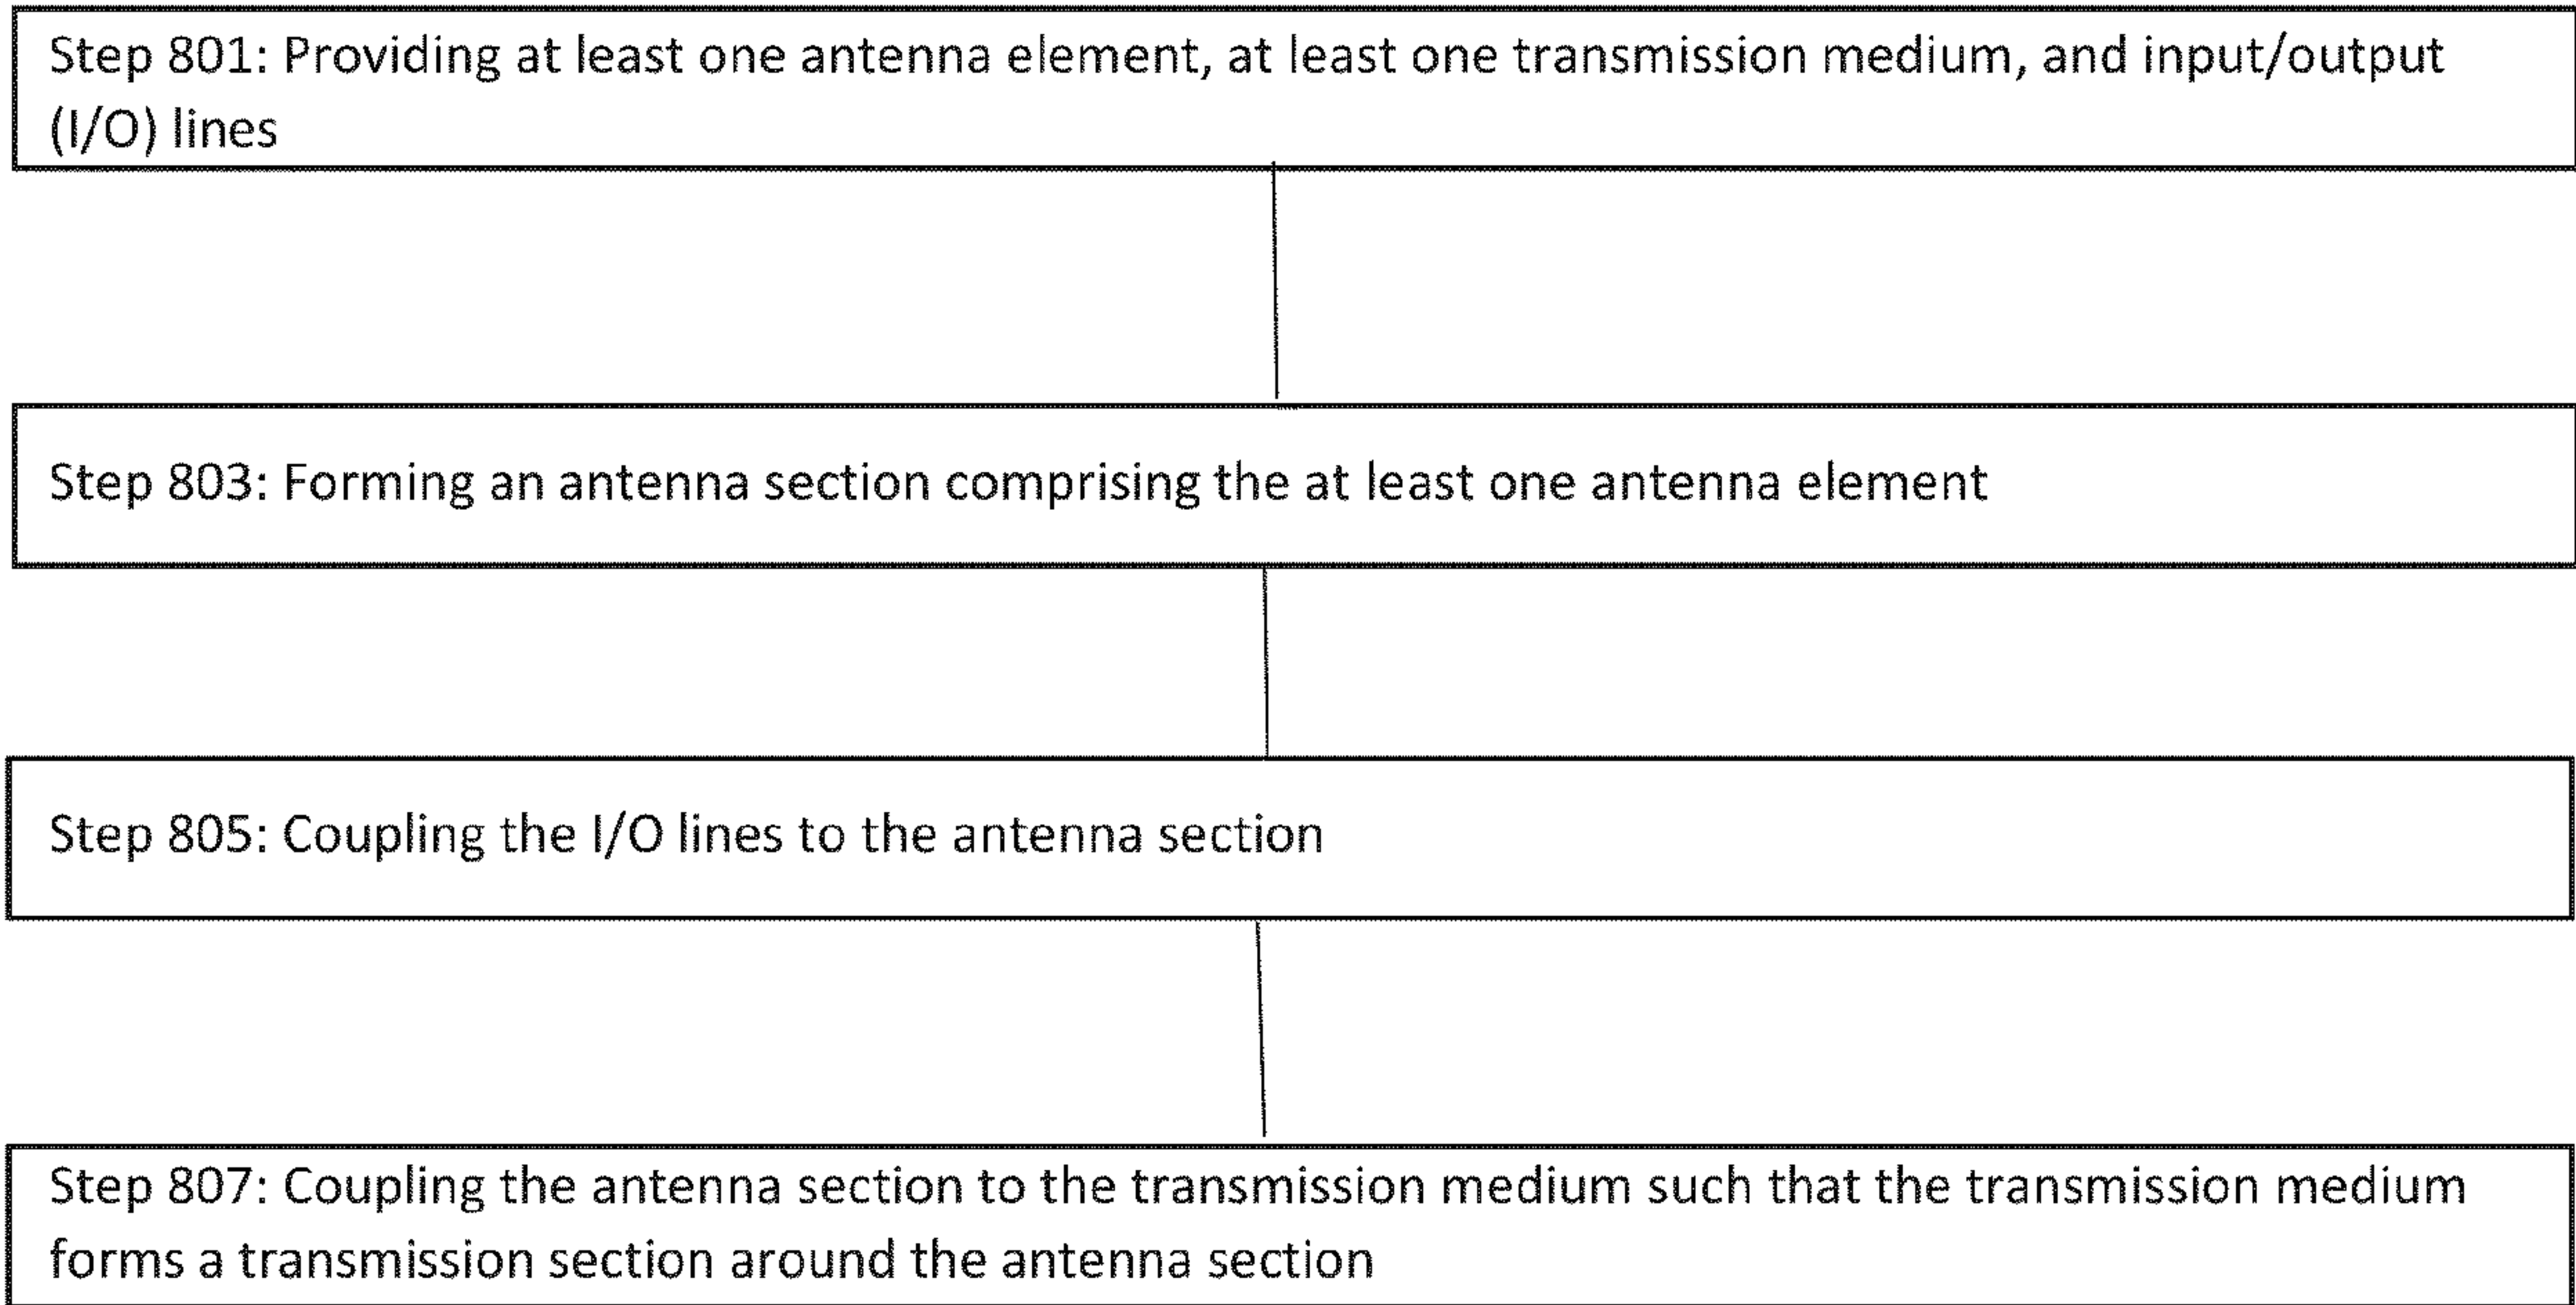 Step 801: Providing at least one antenna element, at least one transmission medium, and input/output
(I/O) lines
Step 803: Forming an antenna section comprising the at least one antenna element
Step 805: Coupling the I/O lines to the antenna section
Step 807: Coupling the antenna section to the transmission medium such that the transmission medium
forms a transmission section around the antenna section